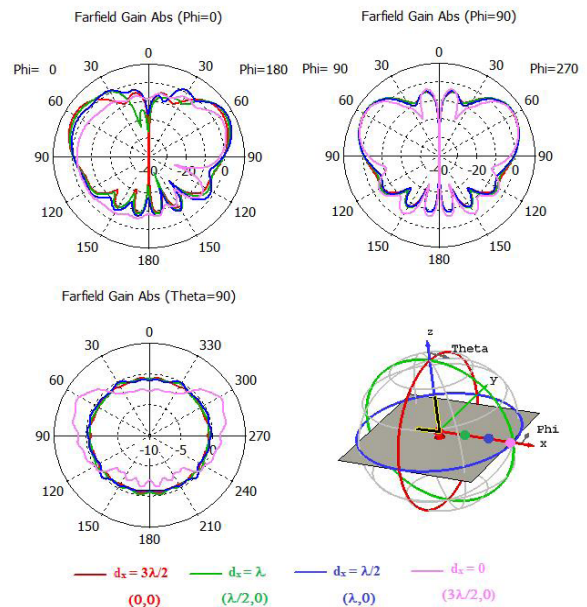 Farfield Gain Abs (Phi=0)
Farfield Gain Abs (Phi=90)
0
30
30
Phi= 0
Phi=180
60
60
90
90
-40
-20
0
120
120
150
150
180
0
30
30
Phi= 90
Phi=270
60
60
90
90
-40
-20
0
120
120
150
150
180
Farfield Gain Abs (Theta=90)
0
30
330
60
300
90
270
-10
-5
0
120
240
150
210
180
z
Theta
y
Phi
x
dx = 3λ/2
dx = λ
dx = λ/2
dx = 0
(0,0)
(λ/2,0)
(λ,0)
(3λ/2,0)